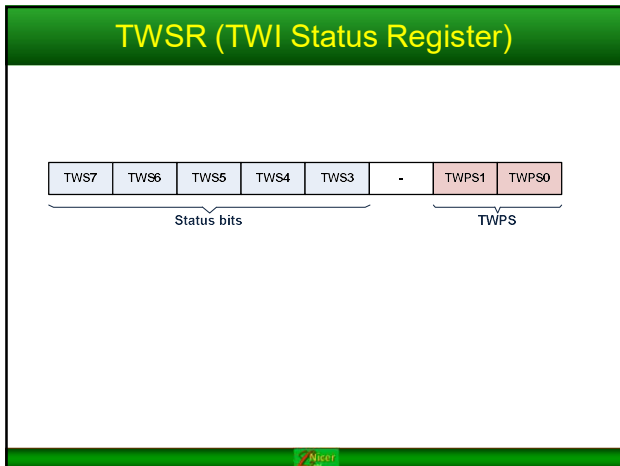 TWSR (TWI Status Register)
TWS7 TWS6 TWS5 TWS4 TWS3 - TWPS1 TWPS0
Status bits TWPS
Nicer